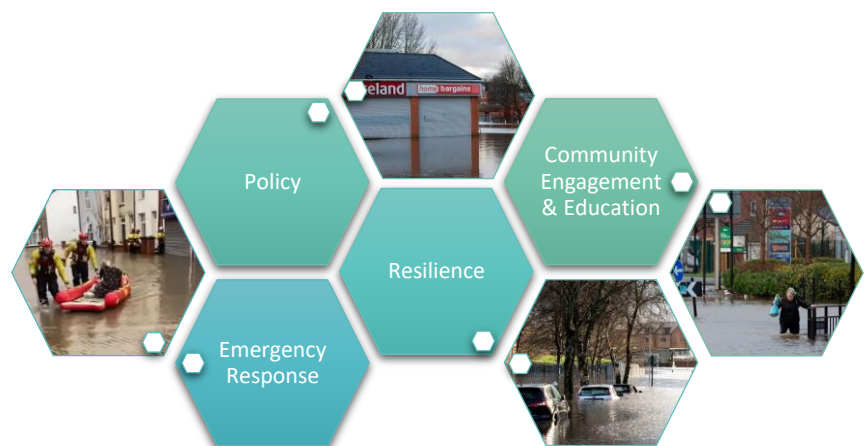 eland
home bargains
Policy
Community
Engagement
& Education
Resilience
Emergency
Response